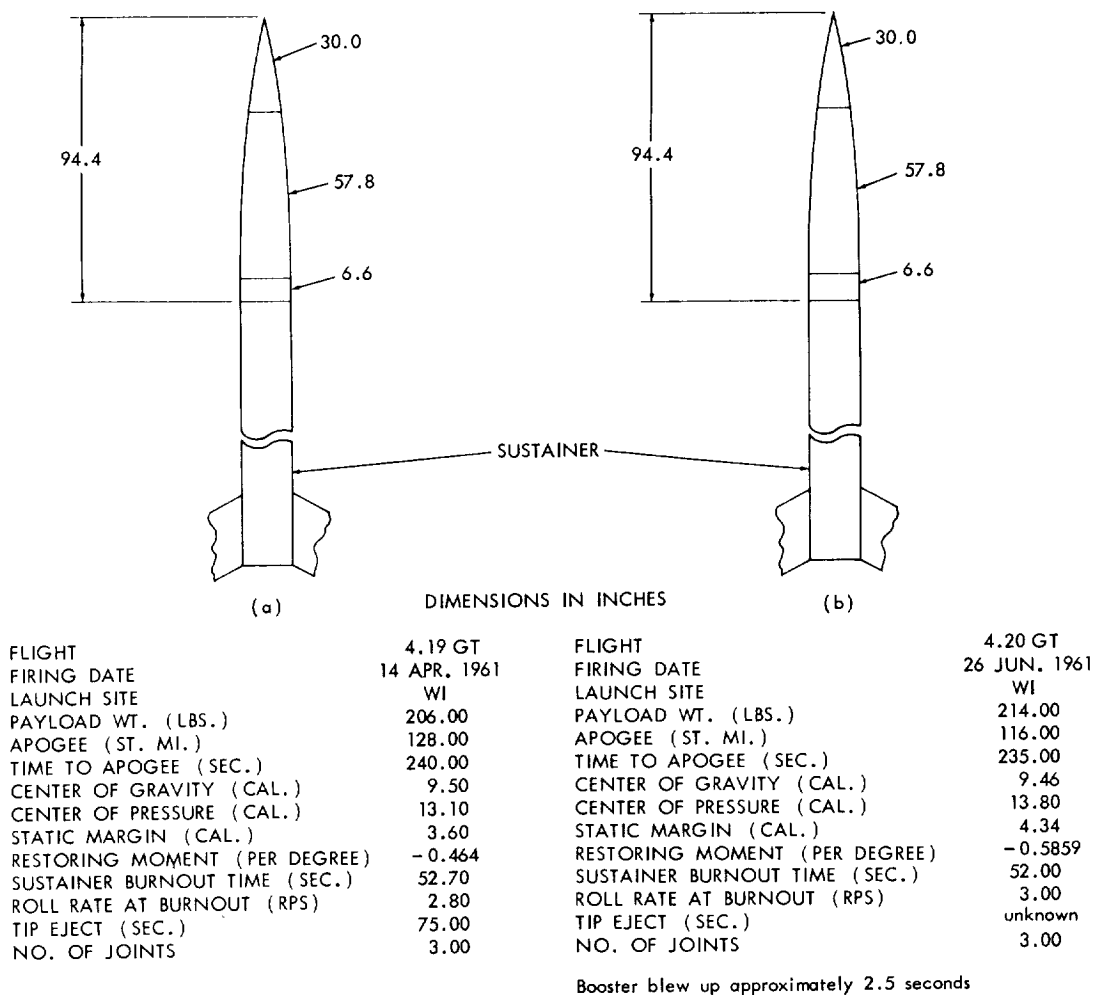 30.0
94.4
57.8
6.6
30.0
94.4
57.8
6.6
SUSTAINER
(a)
DIMENSIONS IN INCHES
(b)
FLIGHT 4.19 GT
FIRING DATE 14 APR. 1961
LAUNCH SITE WI
PAYLOAD WT. (LBS.) 206.00
APOGEE (ST. MI.) 128.00
TIME TO APOGEE (SEC.) 240.00
CENTER OF GRAVITY (CAL.) 9.50
CENTER OF PRESSURE (CAL.) 13.10
STATIC MARGIN (CAL.) 3.60
RESTORING MOMENT (PER DEGREE) -0.464
SUSTAINER BURNOUT TIME (SEC.) 52.70
ROLL RATE AT BURNOUT (RPS) 2.80
TIP EJECT (SEC.) 75.00
NO. OF JOINTS 3.00
FLIGHT 4.20 GT
FIRING DATE 26 JUN. 1961
LAUNCH SITE WI
PAYLOAD WT. (LBS.) 214.00
APOGEE (ST. MI.) 116.00
TIME TO APOGEE (SEC.) 235.00
CENTER OF GRAVITY (CAL.) 9.46
CENTER OF PRESSURE (CAL.) 13.80
STATIC MARGIN (CAL.) 4.34
RESTORING MOMENT (PER DEGREE) -0.5859
SUSTAINER BURNOUT TIME (SEC.) 52.00
ROLL RATE AT BURNOUT (RPS) 3.00
TIP EJECT (SEC.) unknown
NO. OF JOINTS 3.00
Booster blew up approximately 2.5 seconds